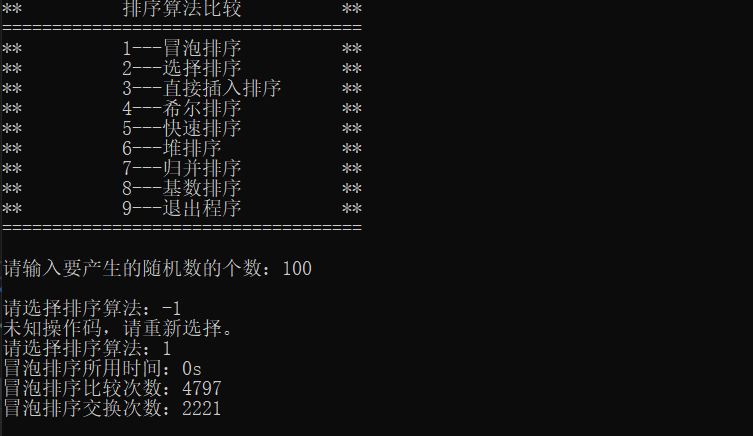 **          排序算法比较          **
====================================
**          1---冒泡排序          **
**          2---选择排序          **
**          3---直接插入排序      **
**          4---希尔排序          **
**          5---快速排序          **
**          6---堆排序            **
**          7---归并排序          **
**          8---基数排序          **
**          9---退出程序          **
====================================
请输入要产生的随机数的个数：100
请选择排序算法：-1
未知操作码，请重新选择。
请选择排序算法：1
冒泡排序所用时间：0s
冒泡排序比较次数：4797
冒泡排序交换次数：2221